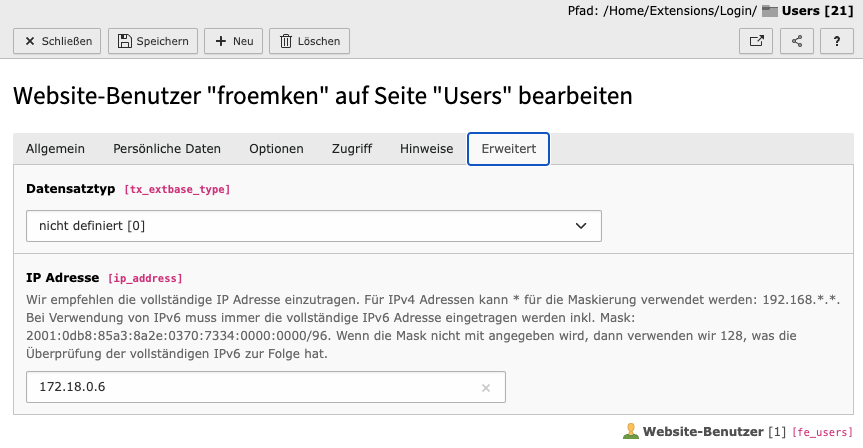 Pfad: /Home/Extensions/Login/ Users [21]
Schließen Speichern Neu Löschen ?
Website-Benutzer "froemken" auf Seite "Users" bearbeiten
Allgemein Persönliche Daten Optionen Zugriff Hinweise Erweitert
Datensatztyp [tx_extbase_type]
nicht definiert [0]
IP Adresse [ip_address]
Wir empfehlen die vollständige IP Adresse einzutragen. Für IPv4 Adressen kann * für die Maskierung verwendet werden: 192.168.*.*.
Bei Verwendung von IPv6 muss immer die vollständige IPv6 Adresse eingetragen werden inkl. Mask:
2001:0db8:85a3:8a2e:0370:7334:0000:0000/96. Wenn die Mask nicht mit angegeben wird, dann verwenden wir 128, was die
Überprüfung der vollständigen IPv6 zur Folge hat.
172.18.0.6
Website-Benutzer [1] [fe_users]